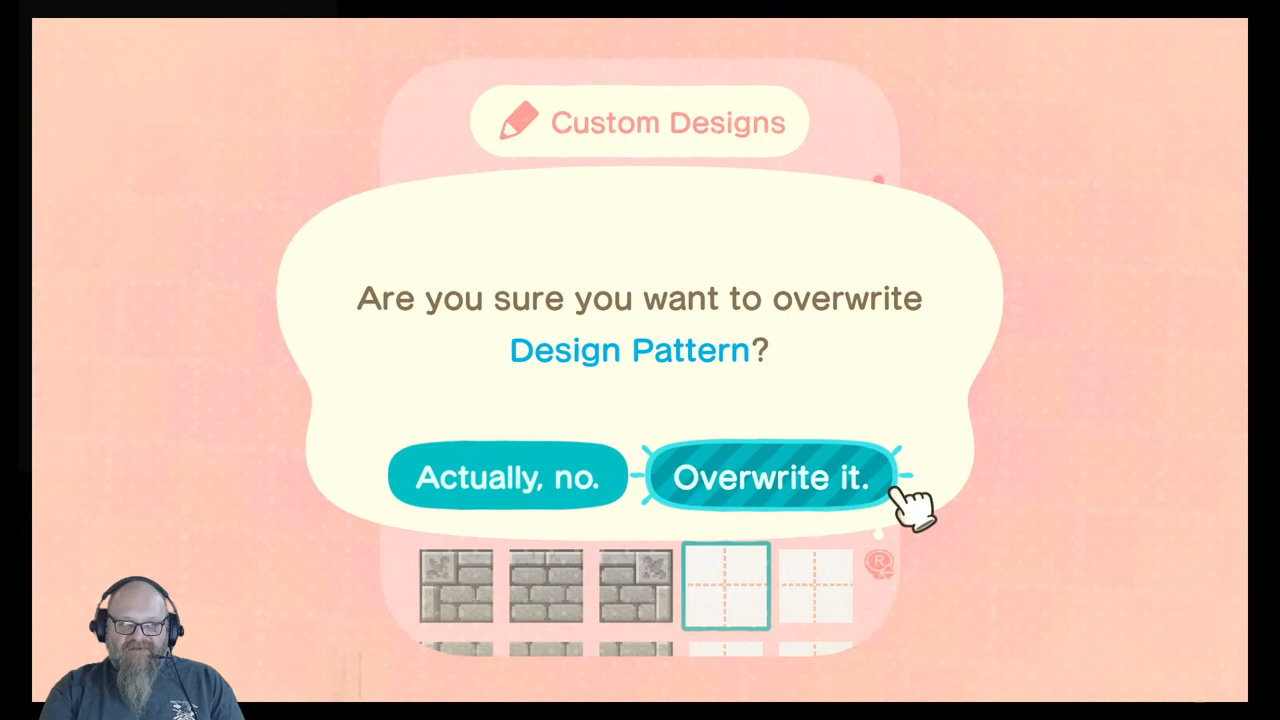 Custom Designs
Are you sure you want to overwrite
Design Pattern?
Actually, no.
Overwrite it.
R